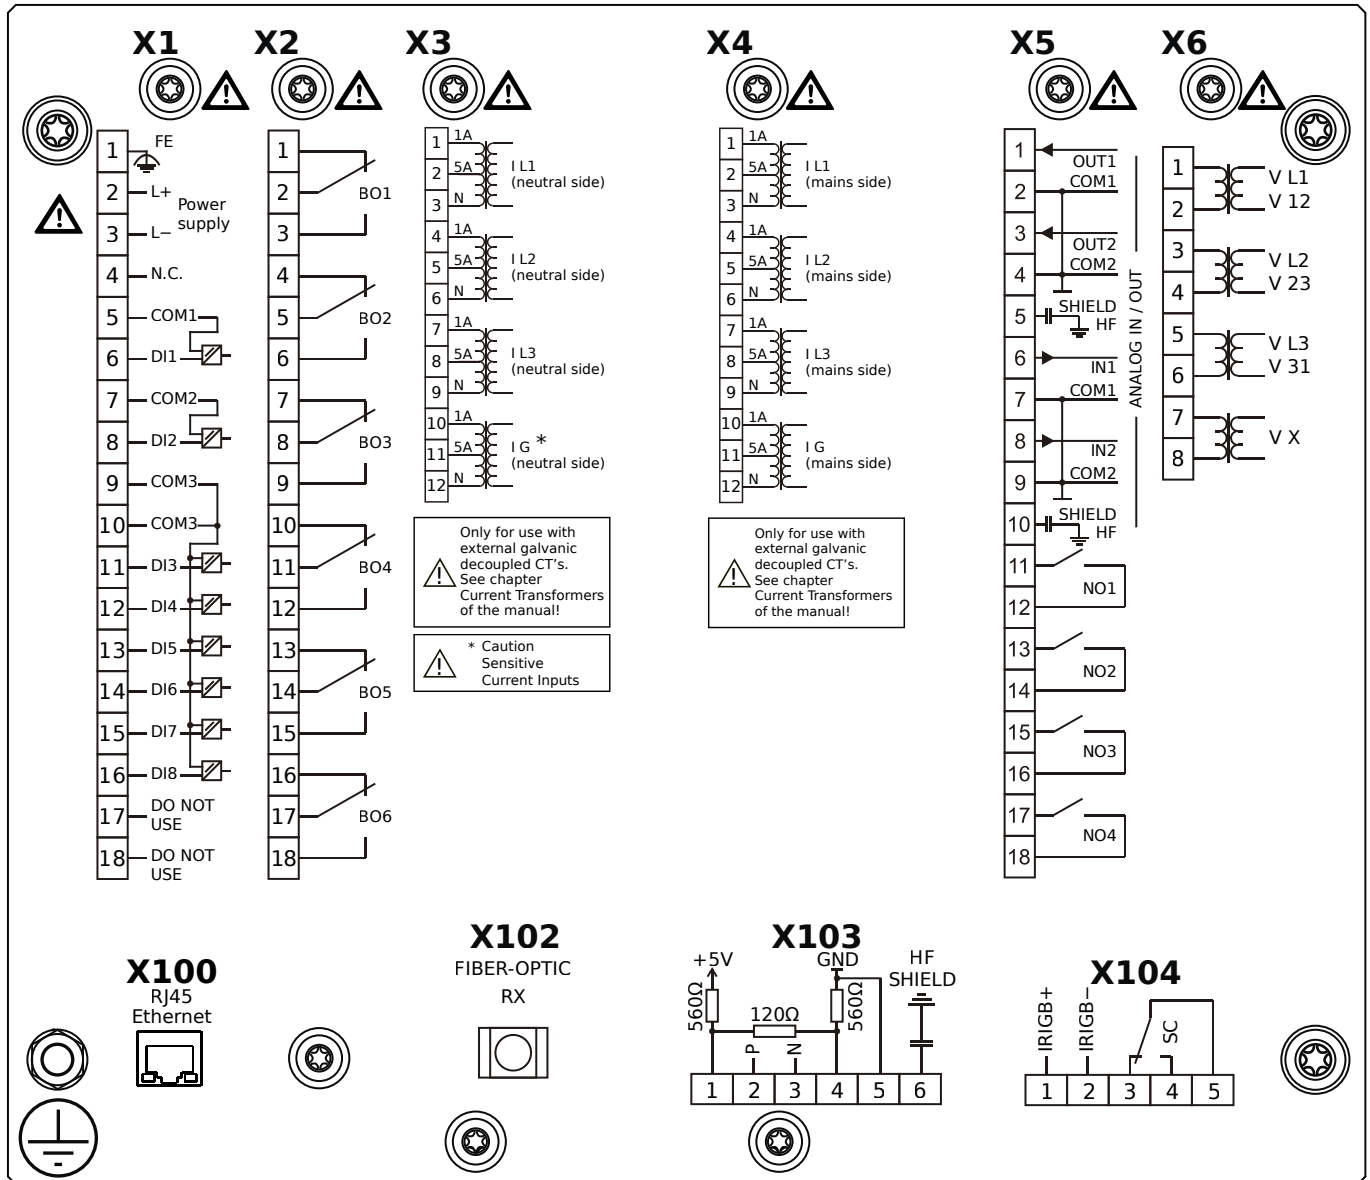 X1
1
FE
2
L+
Power
supply
3
L−
4
N.C.
5
COM1
6
DI1
7
COM2
8
DI2
9
COM3
10
COM3
11
DI3
12
DI4
13
DI5
14
DI6
15
DI7
16
DI8
17
DO NOT
USE
18
DO NOT
USE
X2
1
2
BO1
3
4
5
BO2
6
7
8
BO3
9
10
11
BO4
12
13
14
BO5
15
16
17
BO6
18
X3
1
1A
2
5A
I L1
(neutral side)
3
N
4
1A
5
5A
I L2
(neutral side)
6
N
7
1A
8
5A
I L3
(neutral side)
9
N
10
1A
11
5A
I G *
(neutral side)
12
N
Only for use with
external galvanic
decoupled CT's.
See chapter
Current Transformers
of the manual!
* Caution
Sensitive
Current Inputs
X4
1
1A
2
5A
I L1
(mains side)
3
N
4
1A
5
5A
I L2
(mains side)
6
N
7
1A
8
5A
I L3
(mains side)
9
N
10
1A
11
5A
I G
(mains side)
12
N
Only for use with
external galvanic
decoupled CT's.
See chapter
Current Transformers
of the manual!
X5
1
OUT1
2
COM1
3
OUT2
4
COM2
5
SHIELD
HF
6
IN1
7
COM1
8
IN2
9
COM2
10
SHIELD
HF
ANALOG IN / OUT
11
NO1
12
13
NO2
14
15
NO3
16
17
NO4
18
X6
1
V L1
2
V 12
3
V L2
4
V 23
5
V L3
6
V 31
7
V X
8
X100
RJ45
Ethernet
X102
FIBER-OPTIC
RX
X103
+5V
GND
HF
SHIELD
560Ω
120Ω
560Ω
P
N
1 2 3 4 5 6
X104
IRIGB+
IRIGB−
SC
1 2 3 4 5